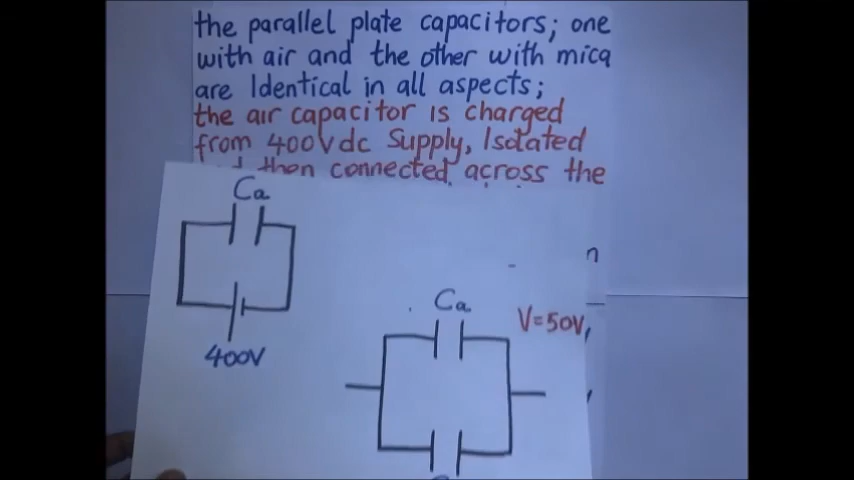 the parallel plate capacitors; one
with air and the other with mica
are Identical in all aspects;
the air capacitor is charged
from 400Vdc Supply, Isolated
then connected across the
Ca
n
Ca
V=50V,
400V